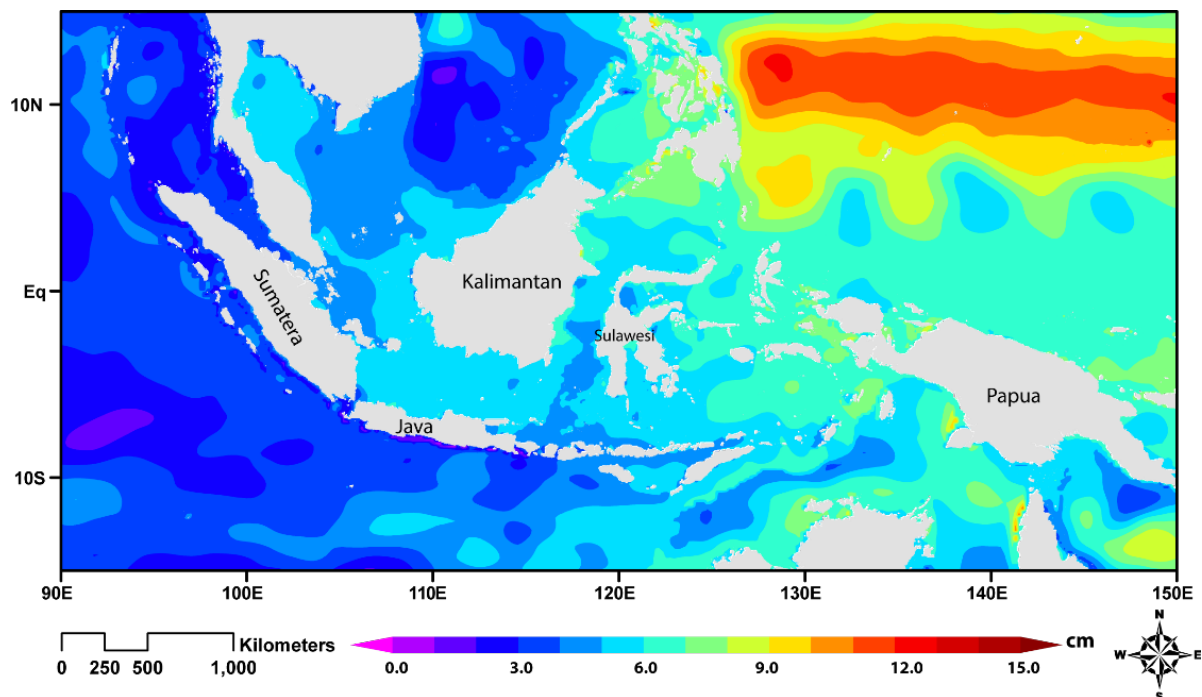 10N
Eq
10S
Sumatera
Kalimantan
Sulawesi
Java
Papua
90E 100E 110E 120E 130E 140E 150E
Kilometers
0 250 500 1,000
cm
0.0 3.0 6.0 9.0 12.0 15.0
N
W E
S